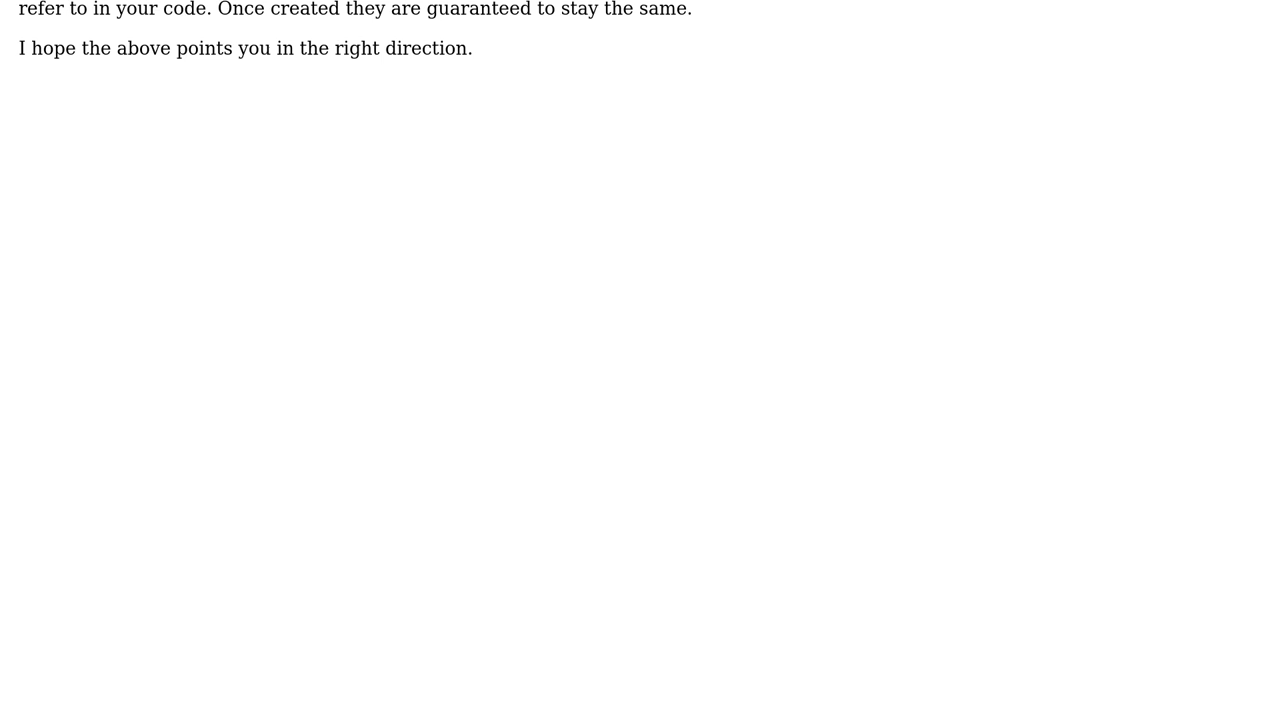 refer to in your code. Once created they are guaranteed to stay the same.
I hope the above points you in the right direction.